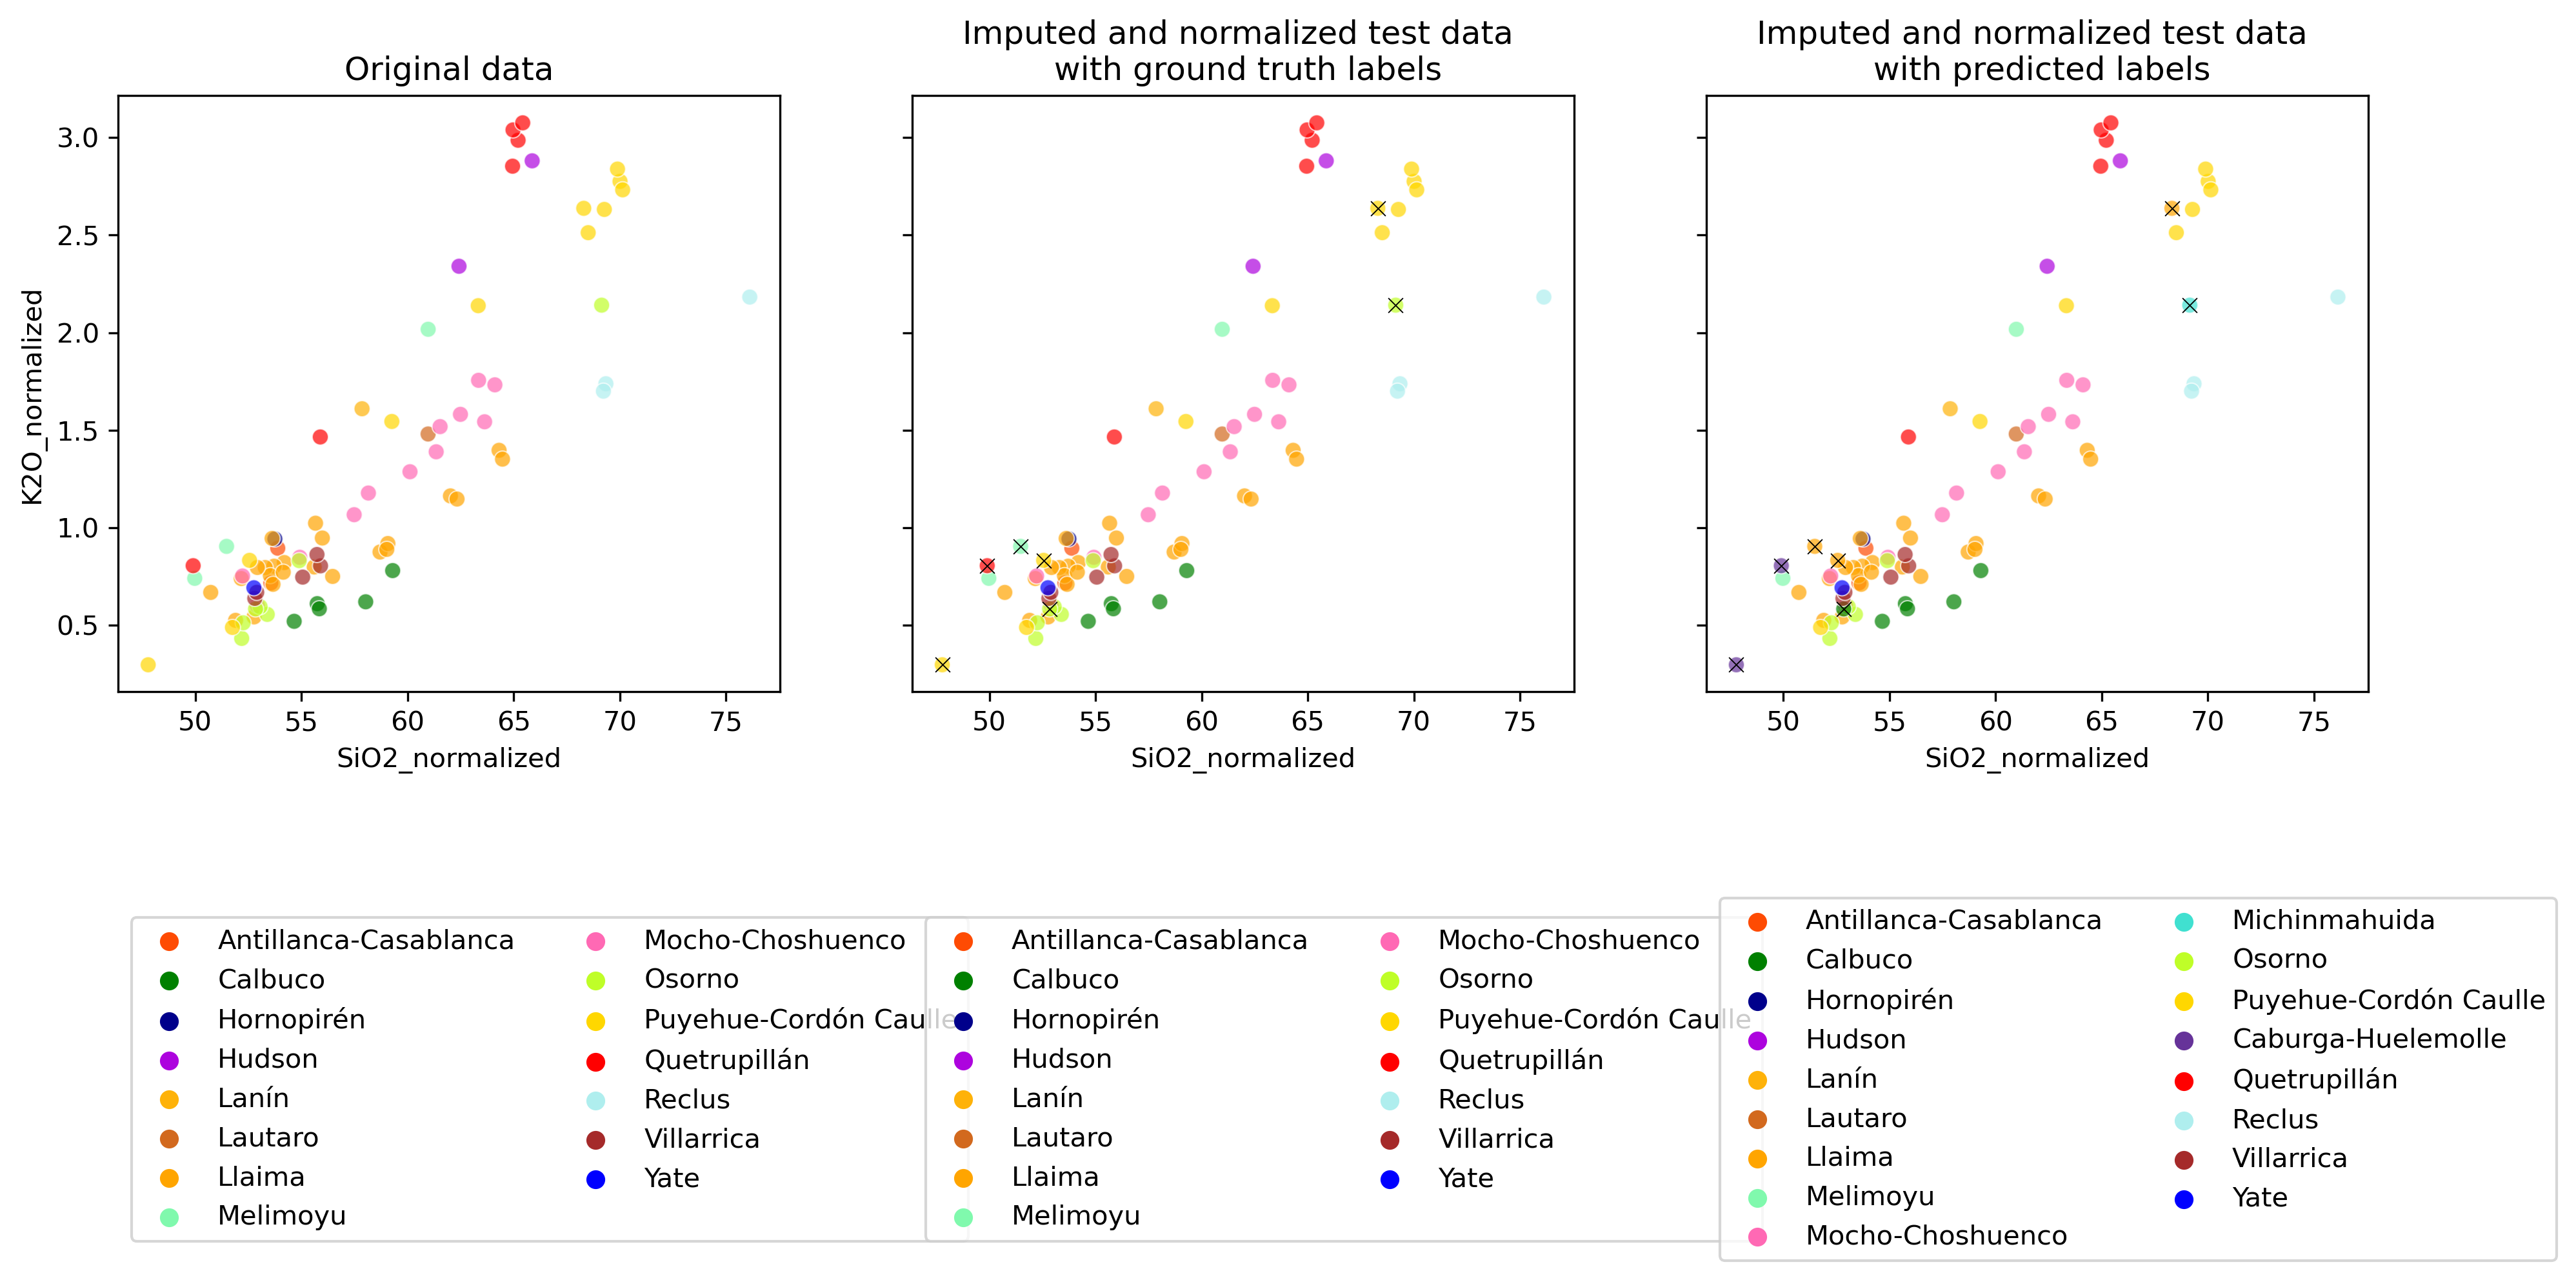 Original data
Imputed and normalized test data
with ground truth labels
Imputed and normalized test data
with predicted labels
K2O_normalized
3.0
2.5
2.0
1.5
1.0
0.5
50 55 60 65 70 75
SiO2_normalized
50 55 60 65 70 75
SiO2_normalized
50 55 60 65 70 75
SiO2_normalized
Antillanca-Casablanca
Calbuco
Hornopirén
Hudson
Lanín
Lautaro
Llaima
Melimoyu
Mocho-Choshuenco
Osorno
Puyehue-Cordón Caulle
Quetrupillán
Reclus
Villarrica
Yate
Antillanca-Casablanca
Calbuco
Hornopirén
Hudson
Lanín
Lautaro
Llaima
Melimoyu
Mocho-Choshuenco
Osorno
Puyehue-Cordón Caulle
Quetrupillán
Reclus
Villarrica
Yate
Antillanca-Casablanca
Calbuco
Hornopirén
Hudson
Lanín
Lautaro
Llaima
Melimoyu
Mocho-Choshuenco
Michinmahuida
Osorno
Puyehue-Cordón Caulle
Caburga-Huelemolle
Quetrupillán
Reclus
Villarrica
Yate